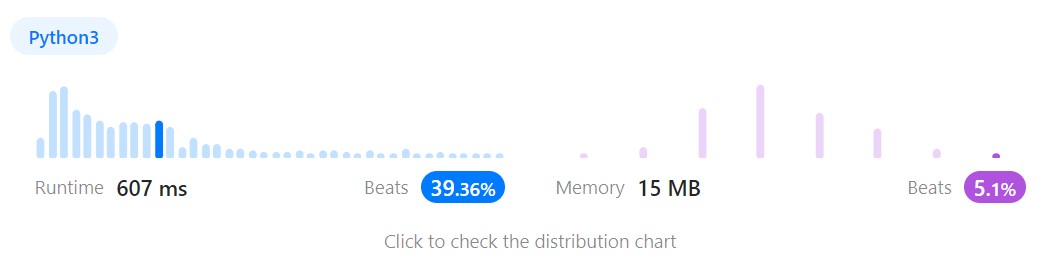 Python3
Runtime 607 ms Beats 39.36% Memory 15 MB Beats 5.1%
Click to check the distribution chart